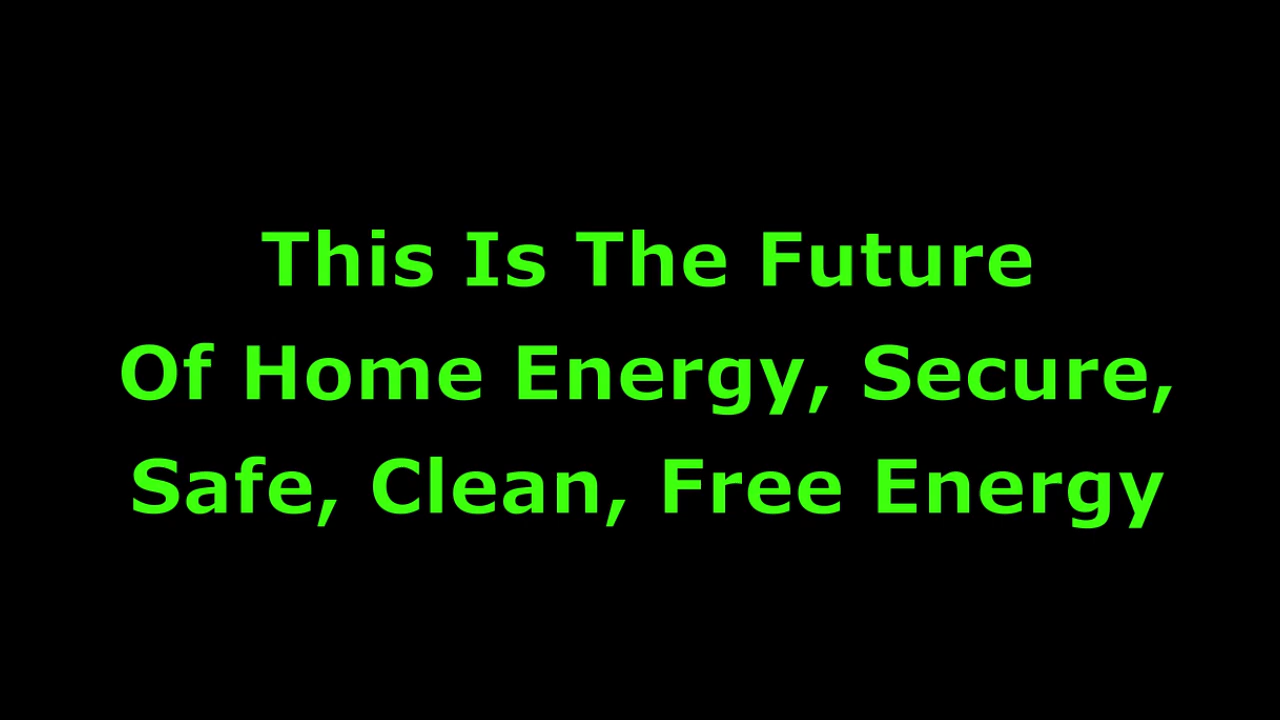 This Is The Future
Of Home Energy, Secure,
Safe, Clean, Free Energy